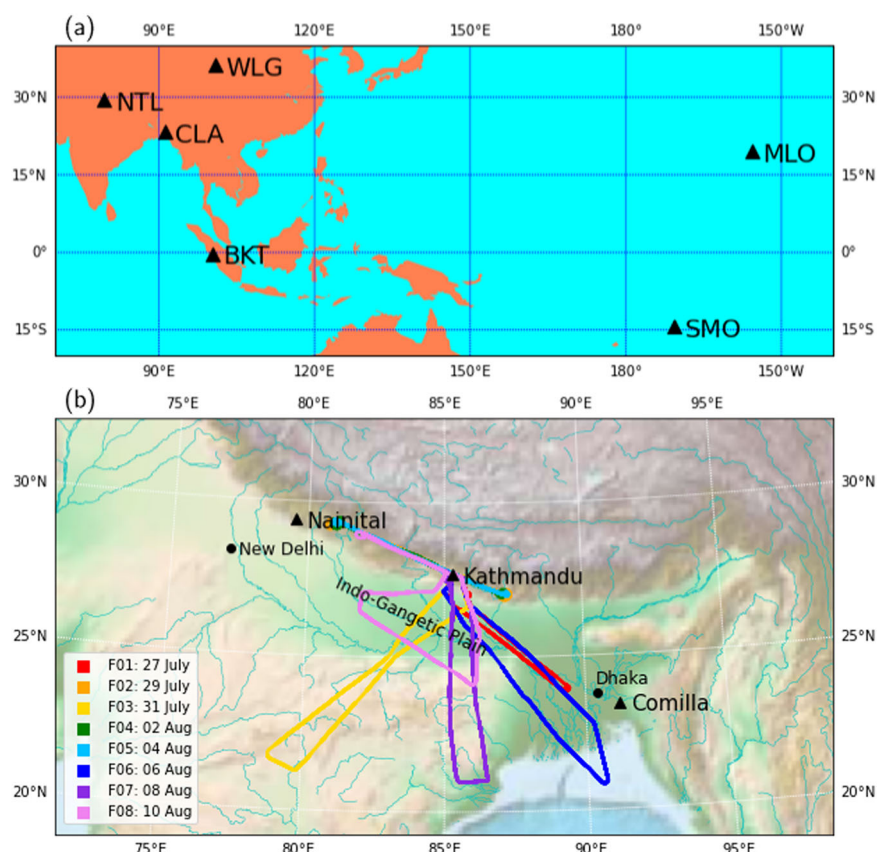 (a)
90°E 120°E 150°E 180° 150°W
WLG
30°N NTL 30°N
CLA
MLO
15°N 15°N
0° BKT 0°
15°S SMO 15°S
90°E 120°E 150°E 180° 150°W
(b)
75°E 80°E 85°E 90°E 95°E
30°N 30°N
Nainital
New Delhi
Kathmandu
Indo-Gangetic Plain
25°N 25°N
Dhaka
Comilla
F01: 27 July
F02: 29 July
F03: 31 July
F04: 02 Aug
F05: 04 Aug
F06: 06 Aug
F07: 08 Aug
F08: 10 Aug
20°N 20°N
75°E 80°E 85°E 90°E 95°E